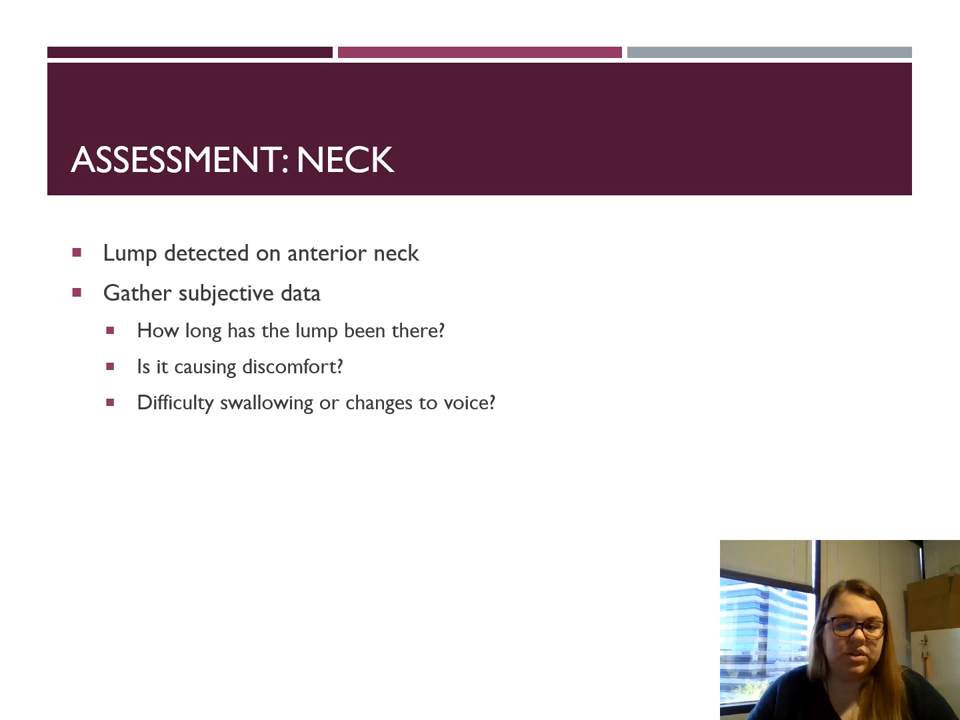 ASSESSMENT: NECK
Lump detected on anterior neck
Gather subjective data
How long has the lump been there?
Is it causing discomfort?
Difficulty swallowing or changes to voice?